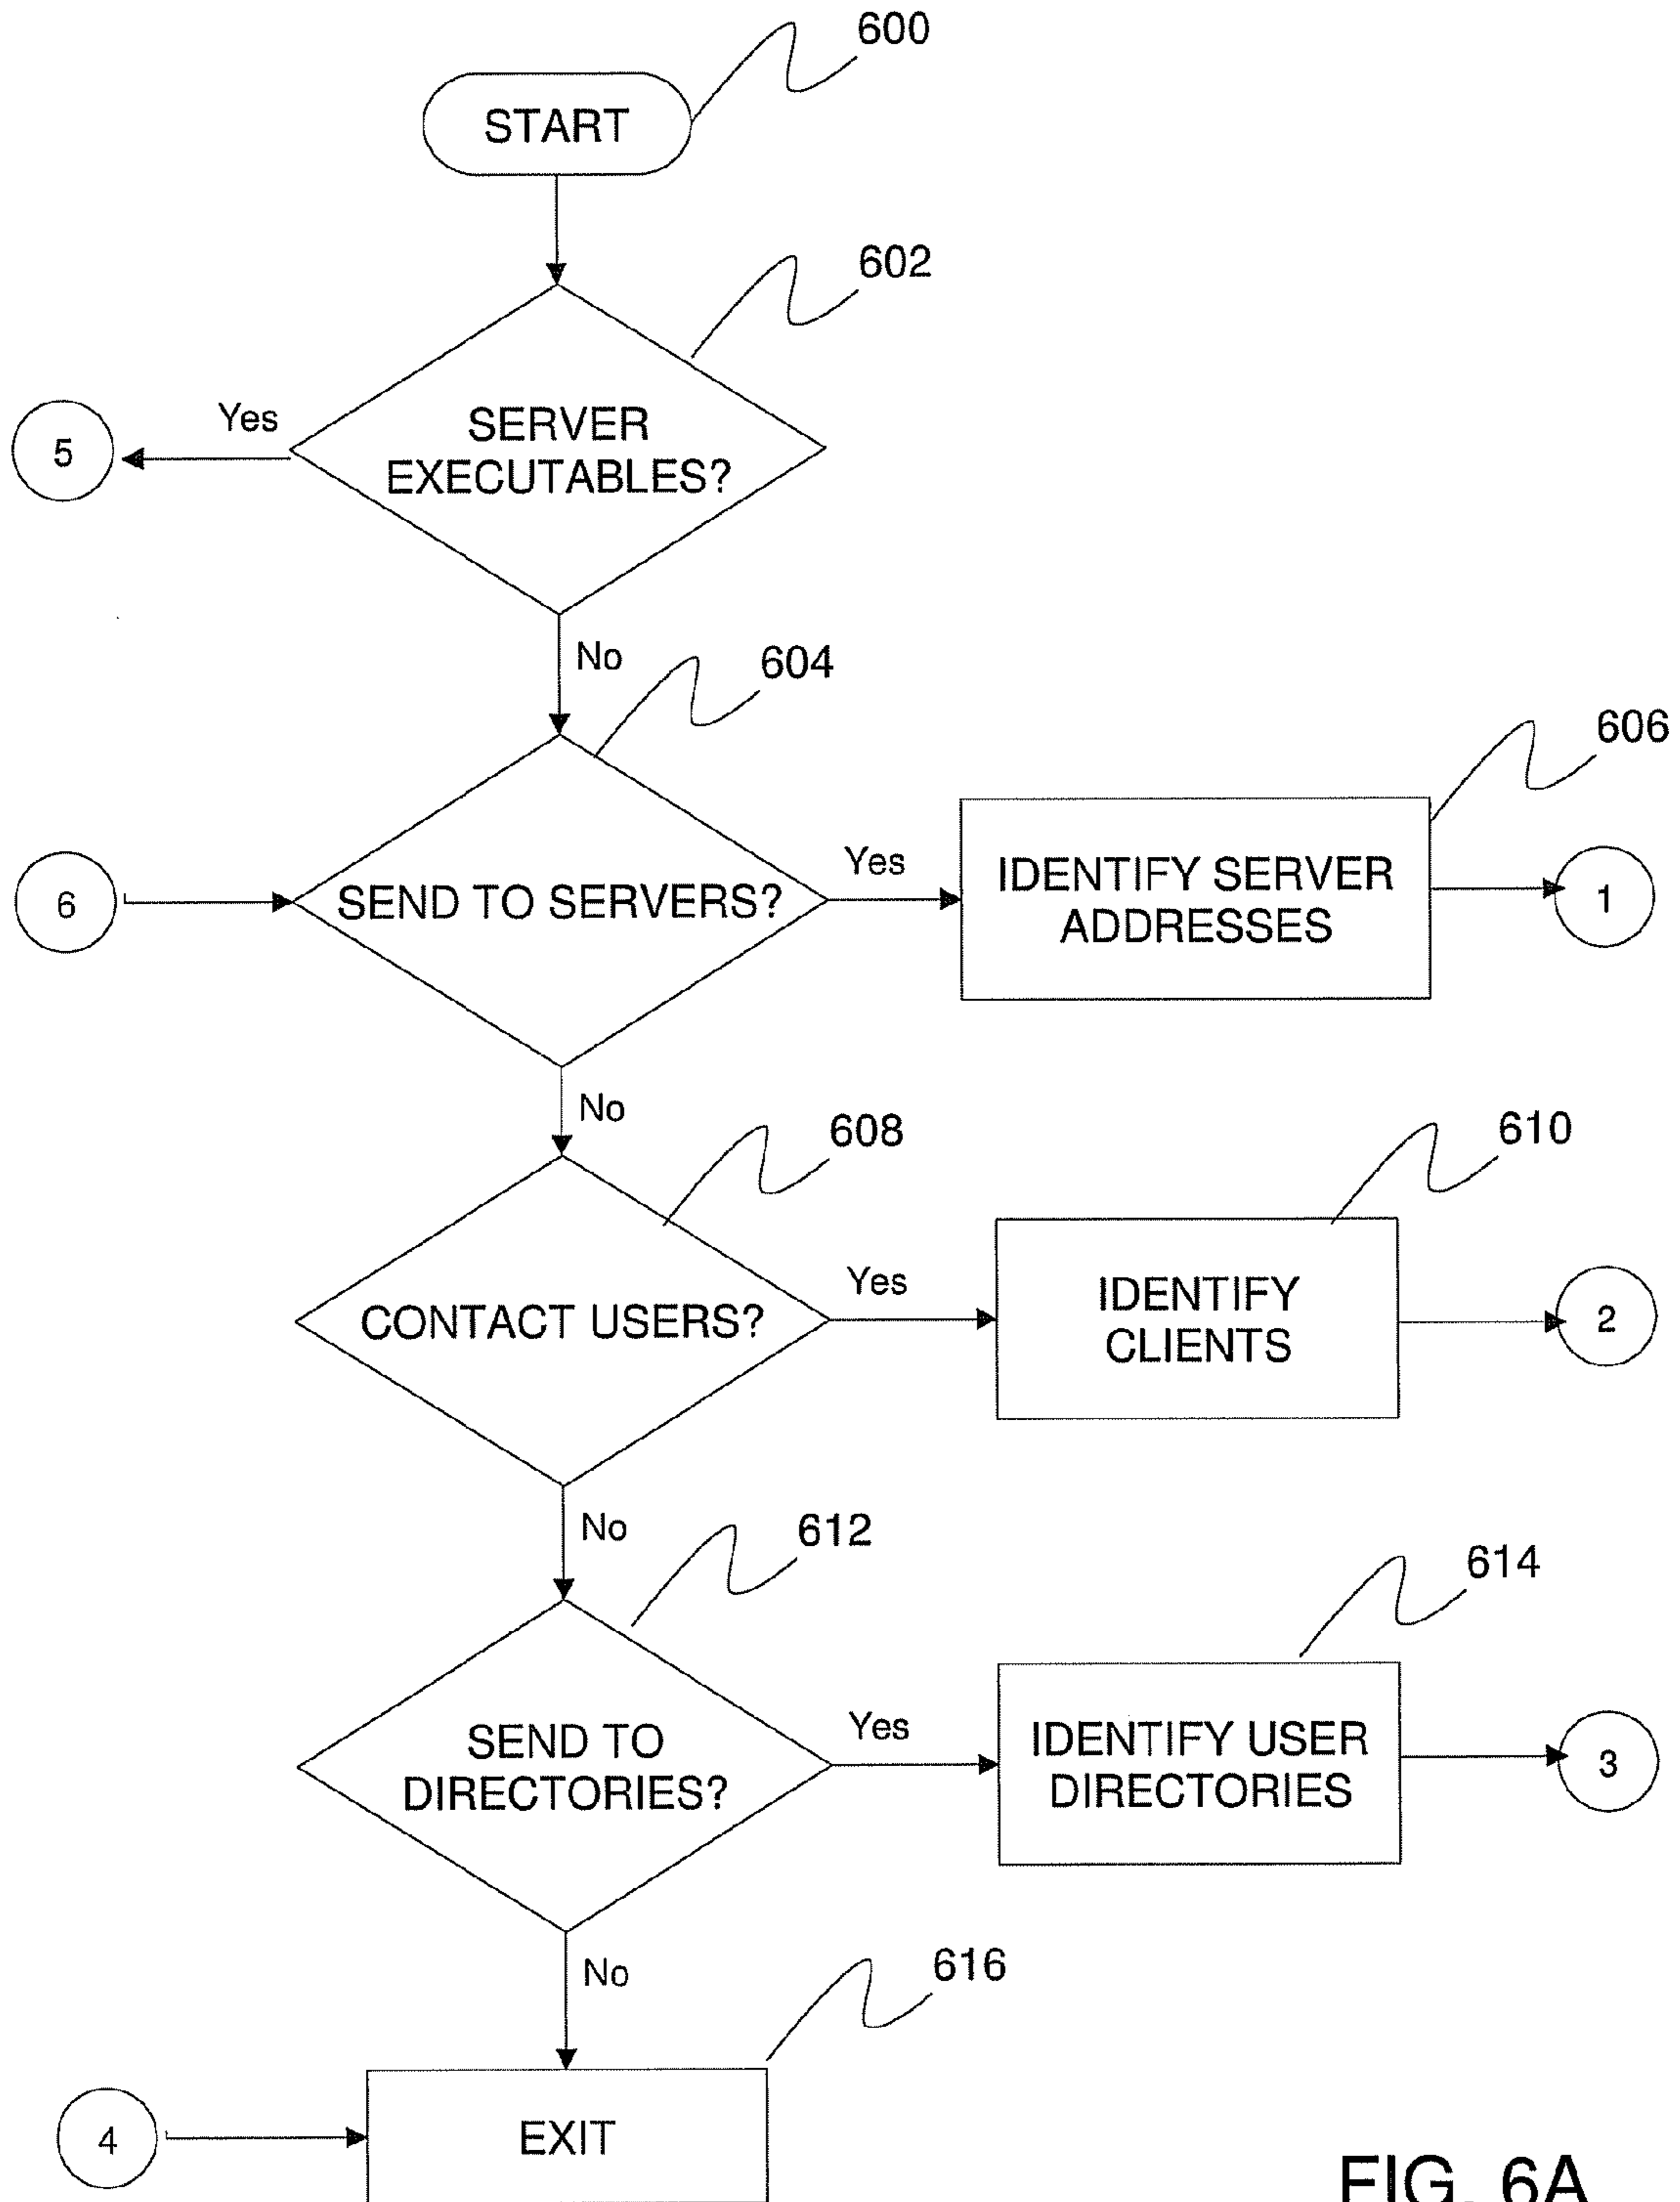 600
START
602
5
Yes
SERVER
EXECUTABLES?
No
604
606
6
SEND TO SERVERS?
Yes
IDENTIFY SERVER
ADDRESSES
1
No
608
610
CONTACT USERS?
Yes
IDENTIFY
CLIENTS
2
No
612
614
SEND TO
DIRECTORIES?
Yes
IDENTIFY USER
DIRECTORIES
3
No
616
4
EXIT
FIG. 6A